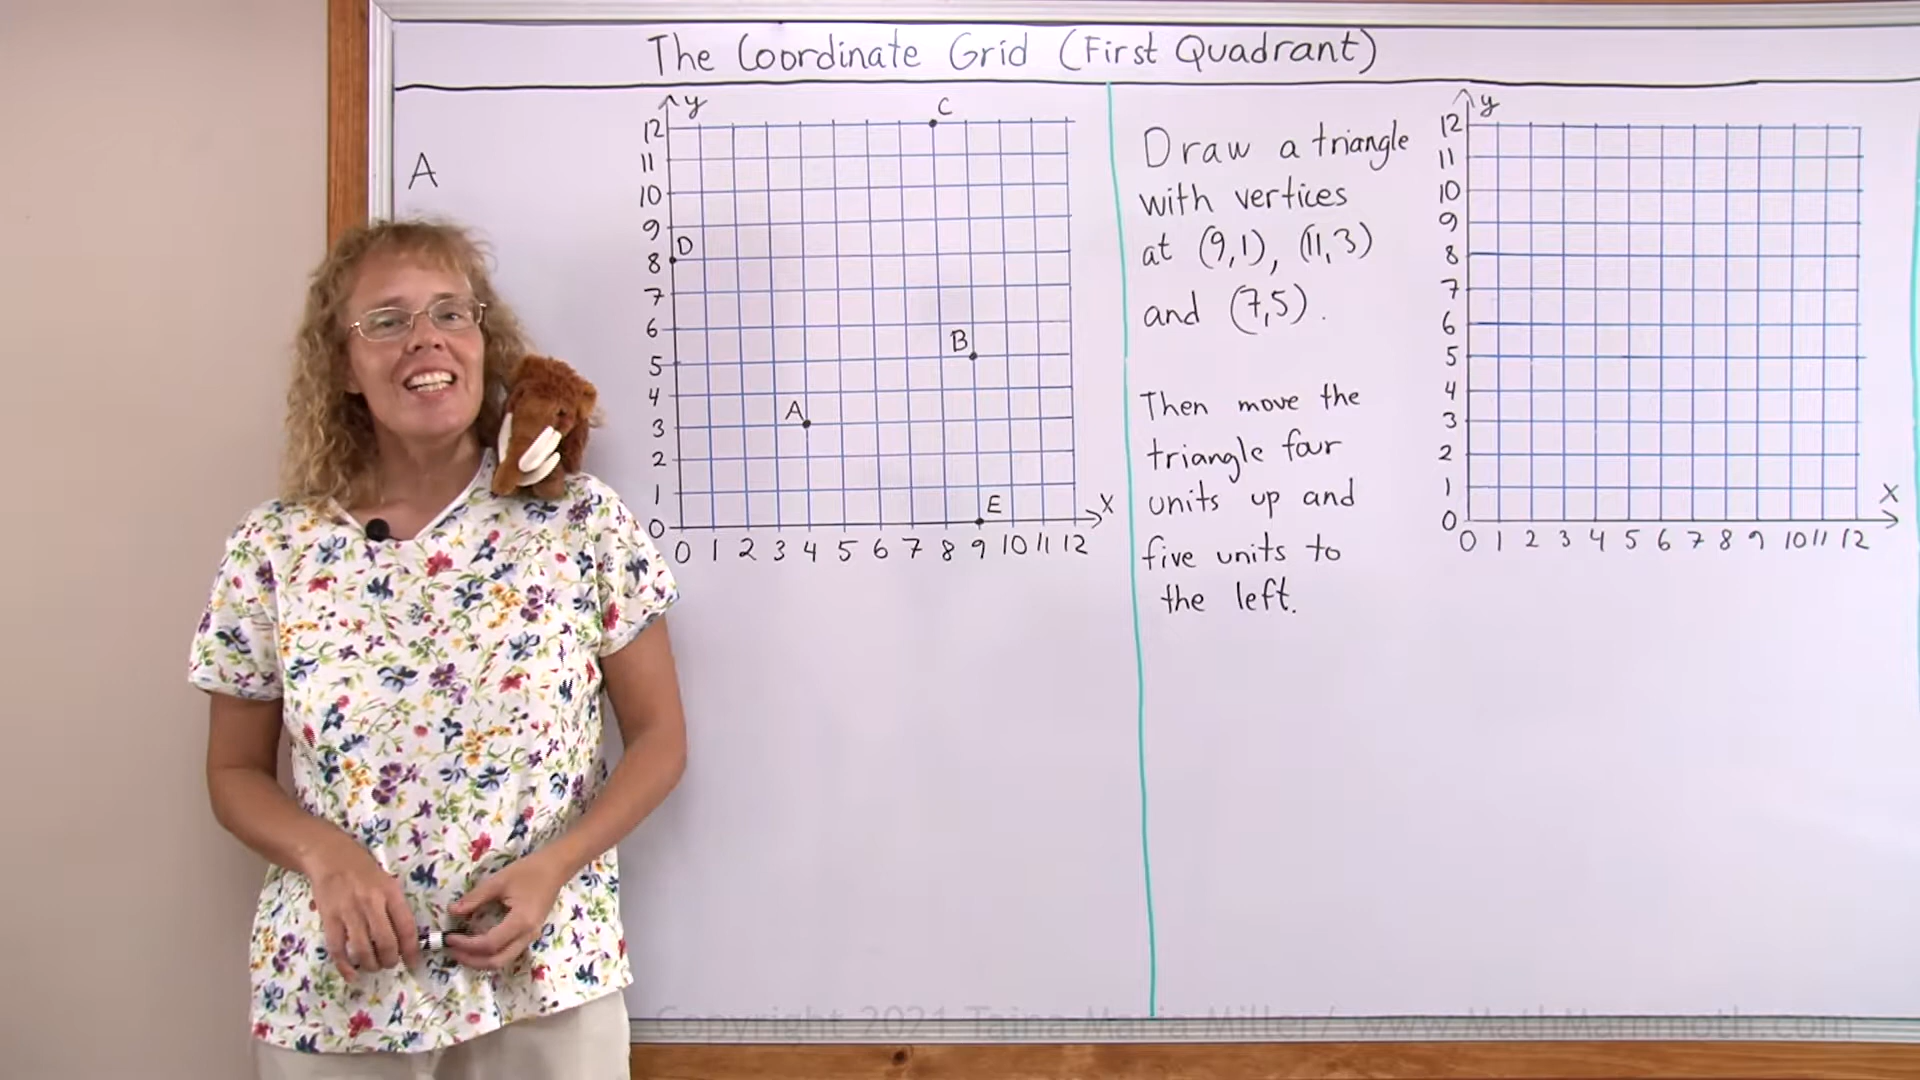 The Coordinate Grid (First Quadrant)
A
y
12
11
10
9
8
7
6
5
4
3
2
1
0
C
D
B
A
E
x
0 1 2 3 4 5 6 7 8 9 10 11 12
Draw a triangle
with vertices
at (9,1), (11,3)
and (7,5).
Then move the
triangle four
units up and
five units to
the left.
y
12
11
10
9
8
7
6
5
4
3
2
1
0
x
0 1 2 3 4 5 6 7 8 9 10 11 12
Copyright 2021 Taina Maria Miller / www.MathMammoth.com